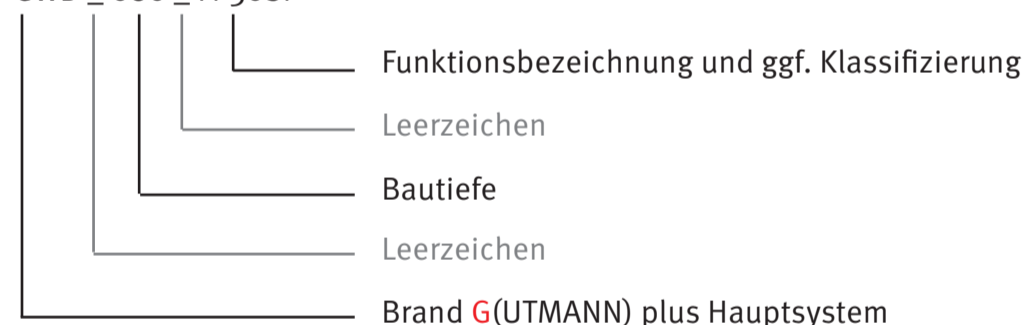 Funktionsbezeichnung und ggf. Klassifizierung
Leerzeichen
Bautiefe
Leerzeichen
Brand G(UTMANN) plus Hauptsystem